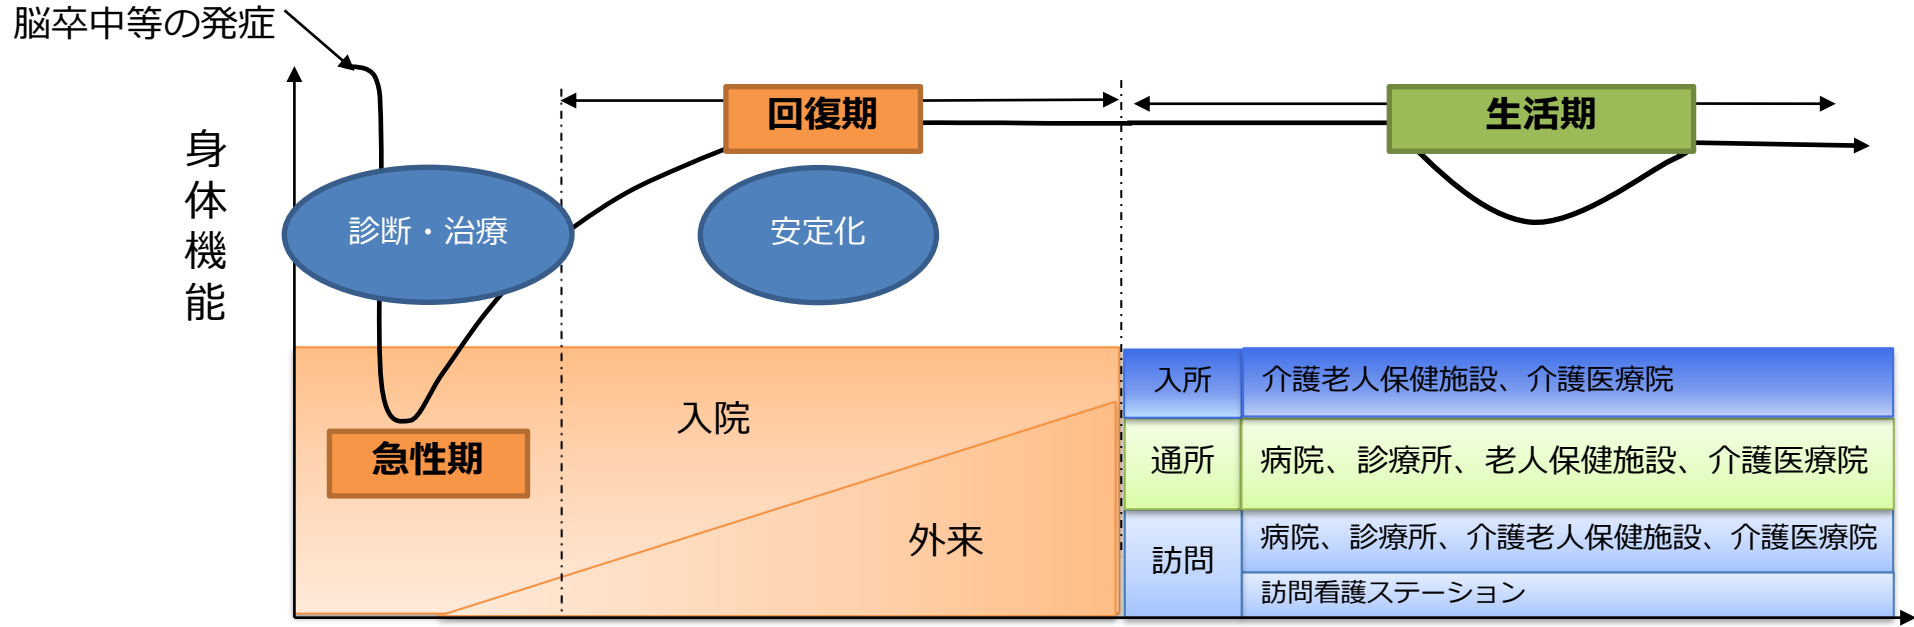 脳卒中等の発症
身体機能
回復期
生活期
診断・治療
安定化
急性期
入院
外来
入所
介護老人保健施設、介護医療院
通所
病院、診療所、老人保健施設、介護医療院
訪問
病院、診療所、介護老人保健施設、介護医療院
訪問看護ステーション